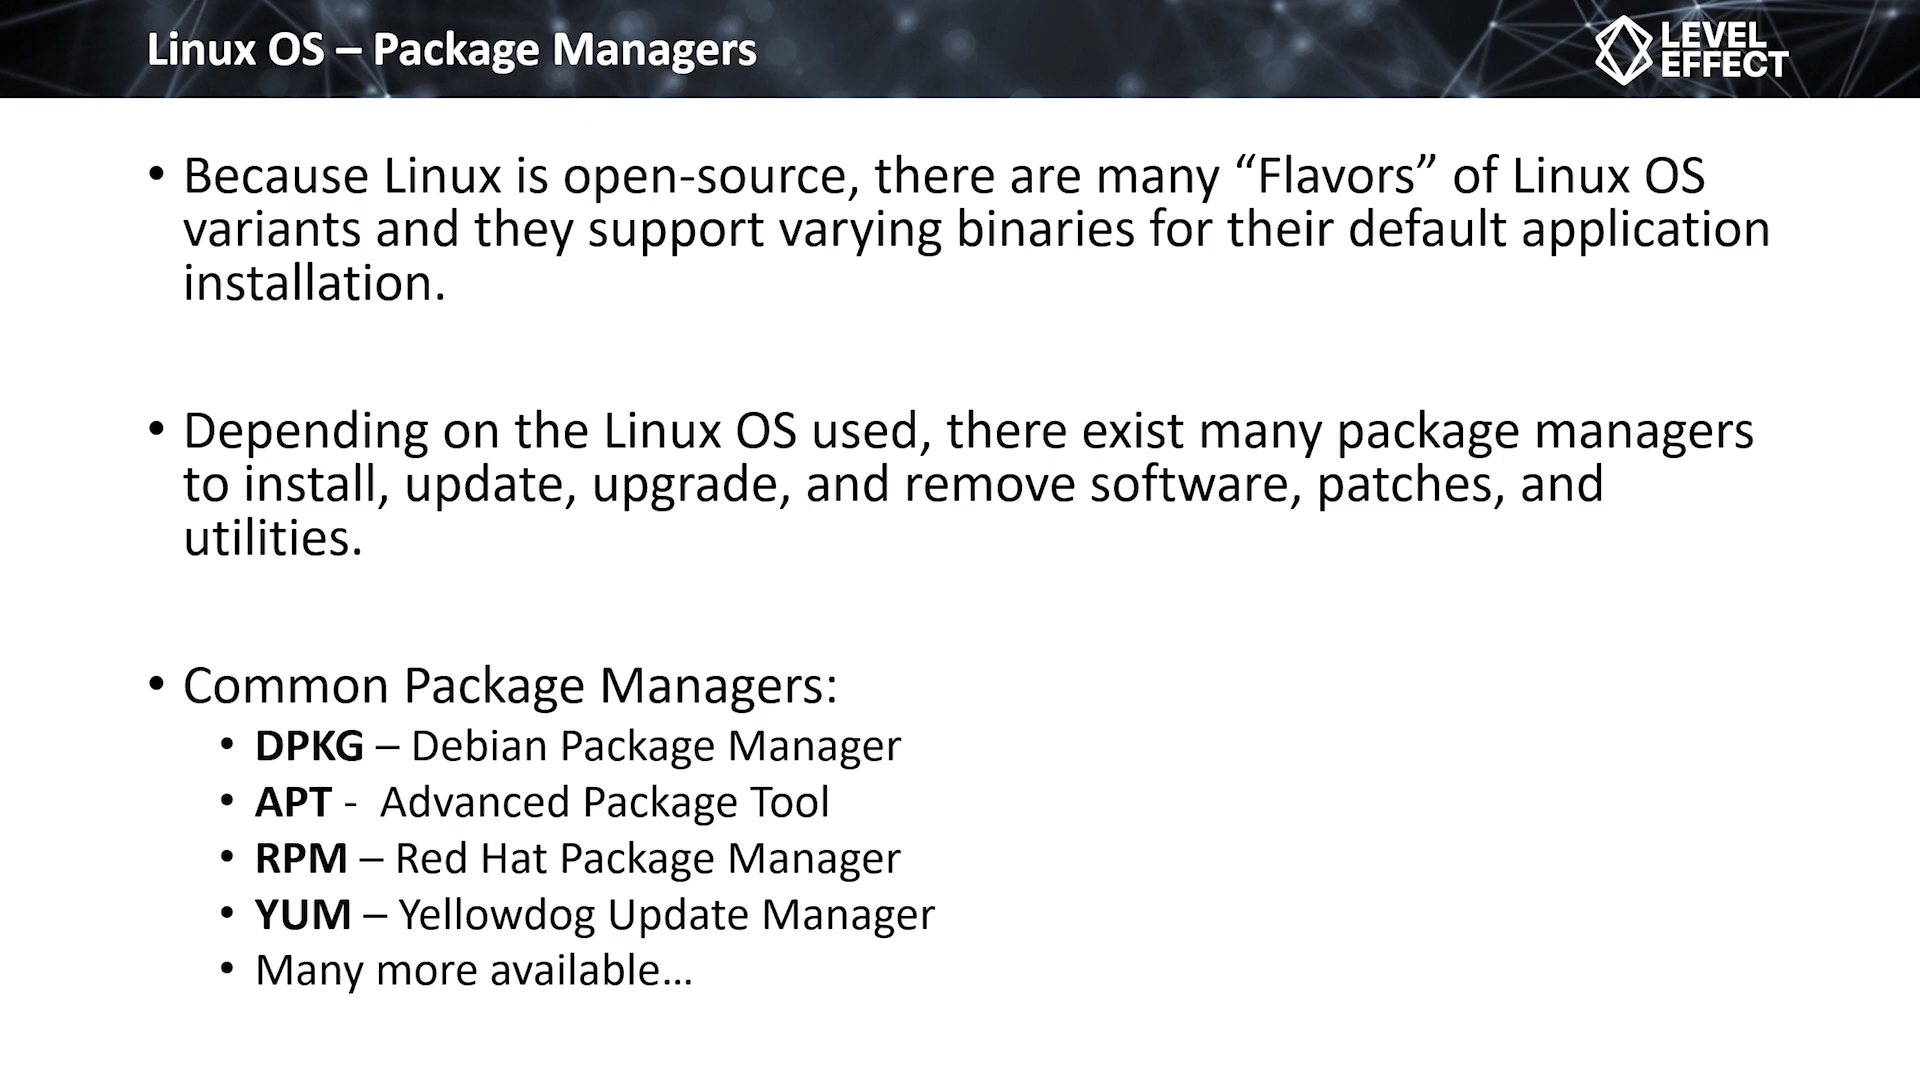 Linux OS – Package Managers
LEVEL
EFFECT
• Because Linux is open-source, there are many “Flavors” of Linux OS
variants and they support varying binaries for their default application
installation.
• Depending on the Linux OS used, there exist many package managers
to install, update, upgrade, and remove software, patches, and
utilities.
• Common Package Managers:
• DPKG – Debian Package Manager
• APT -  Advanced Package Tool
• RPM – Red Hat Package Manager
• YUM – Yellowdog Update Manager
• Many more available…